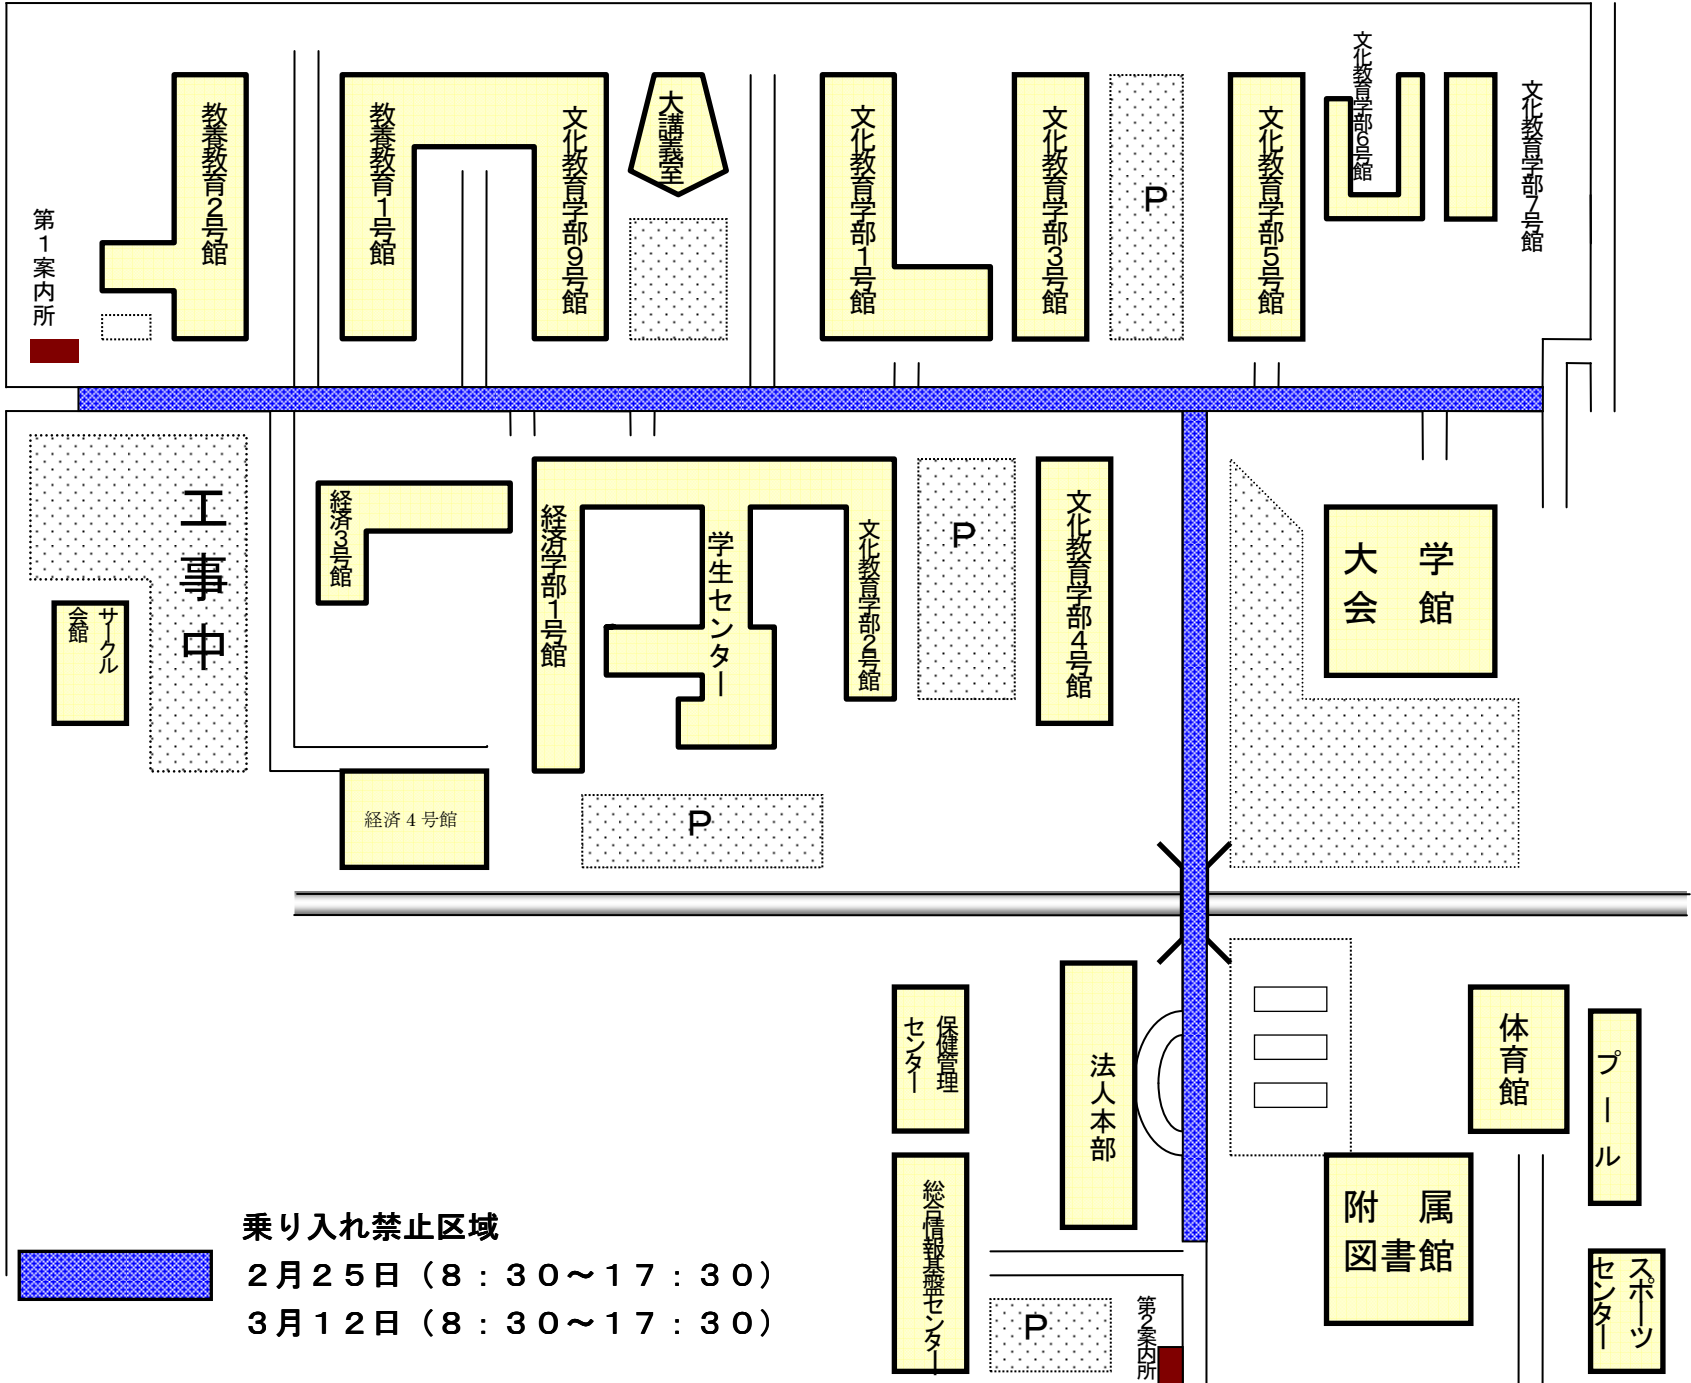 第１案内所
教養教育２号館
教養教育１号館
文化教育学部９号館
大講義室
文化教育学部１号館
文化教育学部３号館
Ｐ
文化教育学部５号館
文化教育学部６号館
文化教育学部７号館
工事中
サークル
会館
経済３号館
経済学部１号館
学生センター
文化教育学部２号館
Ｐ
文化教育学部４号館
大　学
会　館
経済４号館
Ｐ
保健管理
センター
法人本部
体育館
プール
総合情報基盤センター
附　属
図書館
スポーツ
センター
Ｐ
第２案内所
乗り入れ禁止区域
２月２５日（８：３０～１７：３０）
３月１２日（８：３０～１７：３０）